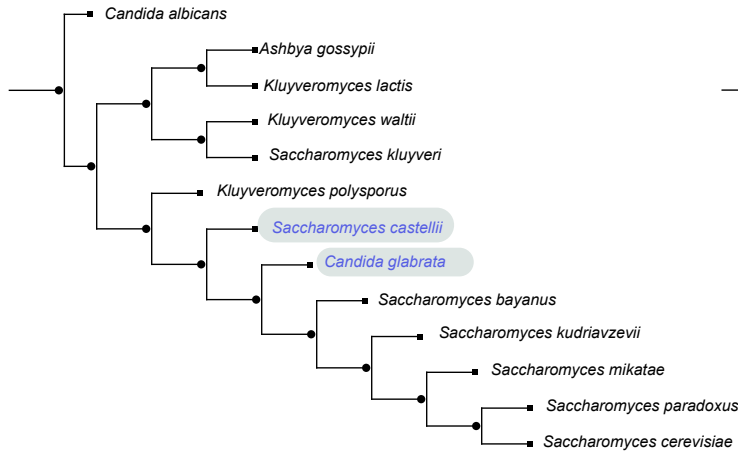 Candida albicans
Ashbya gossypii
Kluyveromyces lactis
Kluyveromyces waltii
Saccharomyces kluyveri
Kluyveromyces polysporus
Saccharomyces castellii
Candida glabrata
Saccharomyces bayanus
Saccharomyces kudriavzevii
Saccharomyces mikatae
Saccharomyces paradoxus
Saccharomyces cerevisiae